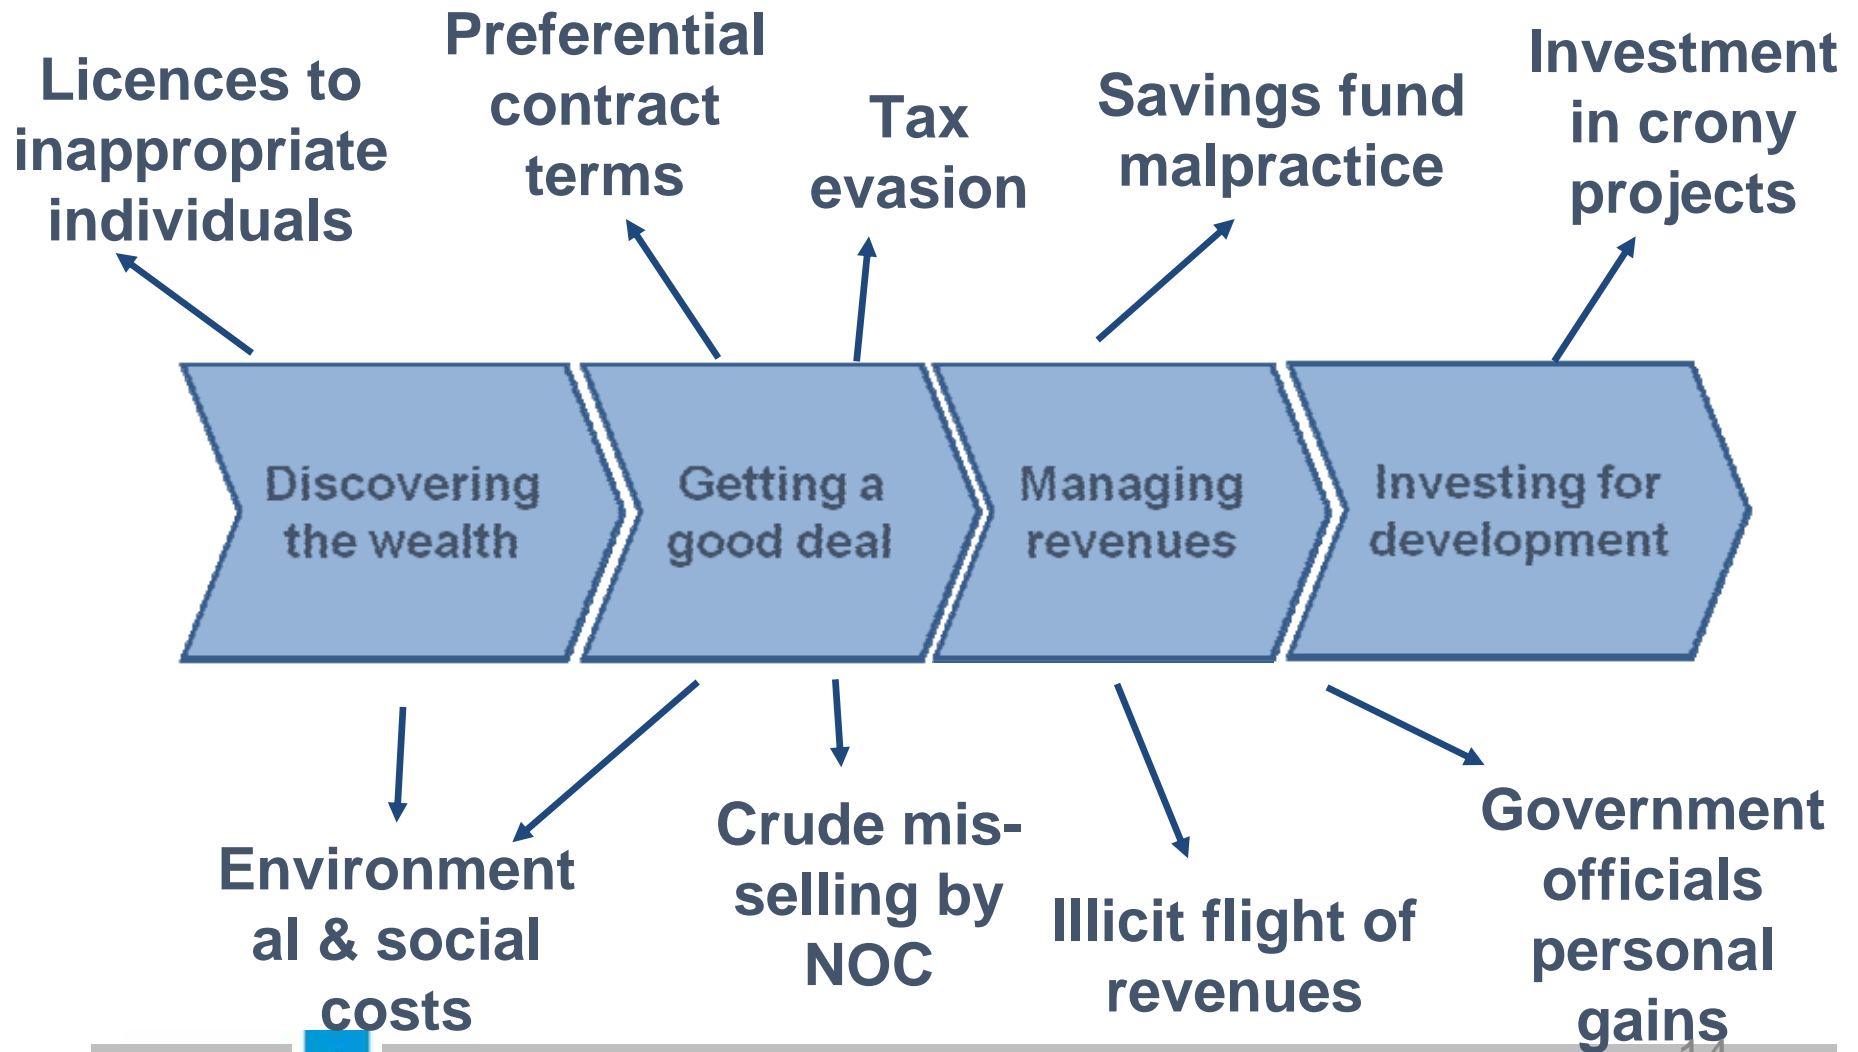 Licences to
inappropriate
individuals
Preferential
contract
terms
Tax
evasion
Savings fund
malpractice
Investment
in crony
projects
Discovering
the wealth
Getting a
good deal
Managing
revenues
Investing for
development
Environment
al & social
costs
Crude mis-
selling by
NOC
Illicit flight of
revenues
Government
officials
personal
gains
14